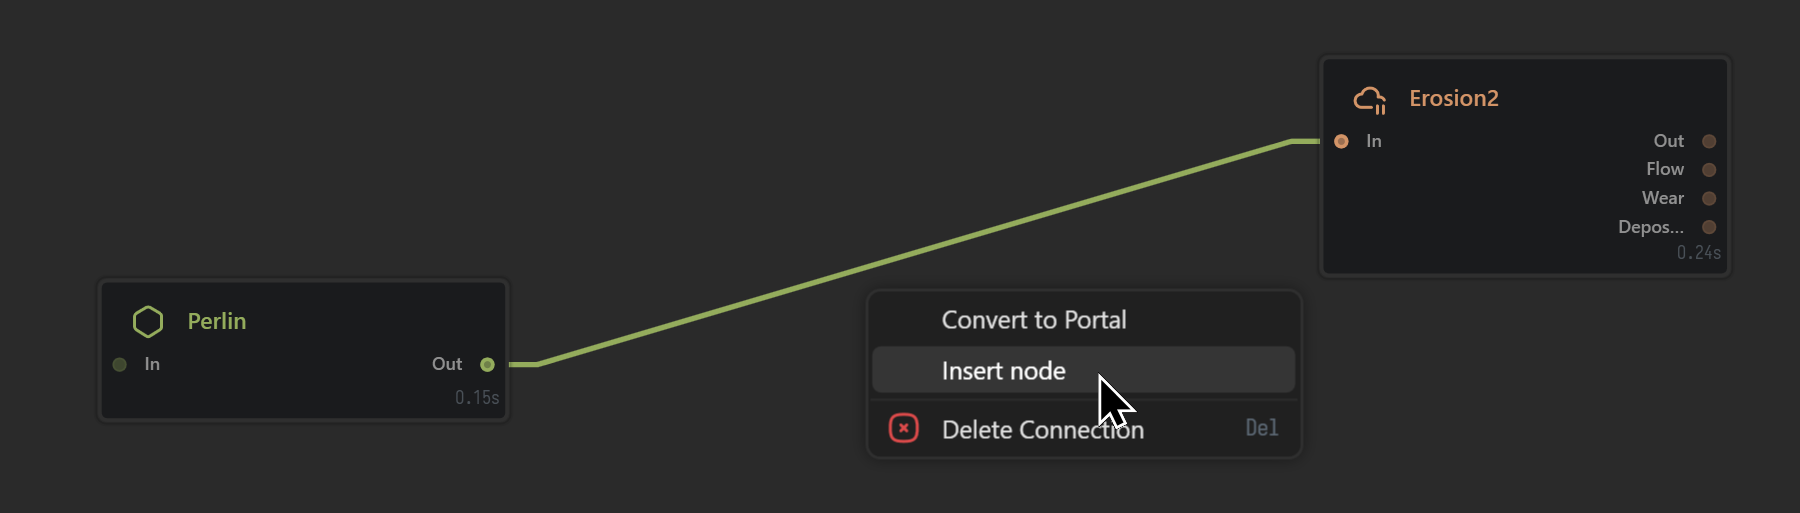 Erosion2
In
Out
Flow
Wear
Depos...
0.24s
Perlin
In
Out
0.15s
Convert to Portal
Insert node
Delete Connection
Del